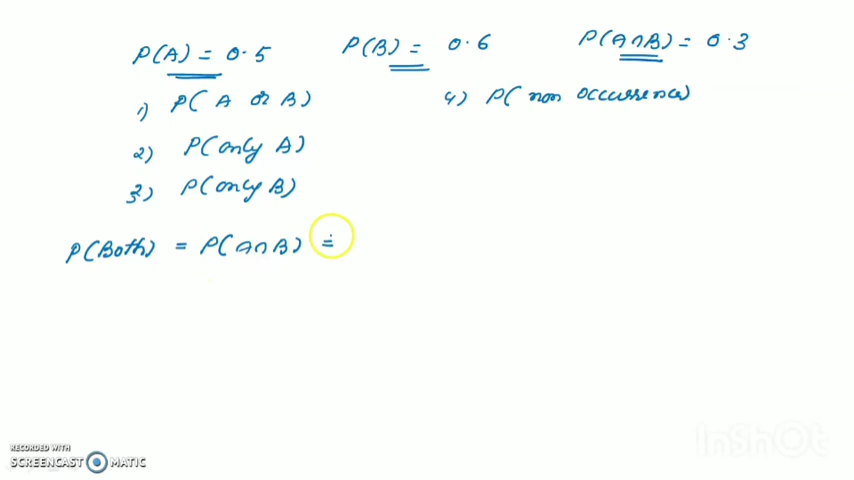 P(A) = 0.5 P(B) = 0.6 P(A∩B) = 0.3
1) P( A or B) 4) P( non occurrence)
2) P(only A)
3) P(only B)
P(Both) = P(A∩B) =
RECORDED WITH
SCREENCAST MATIC
InShOt